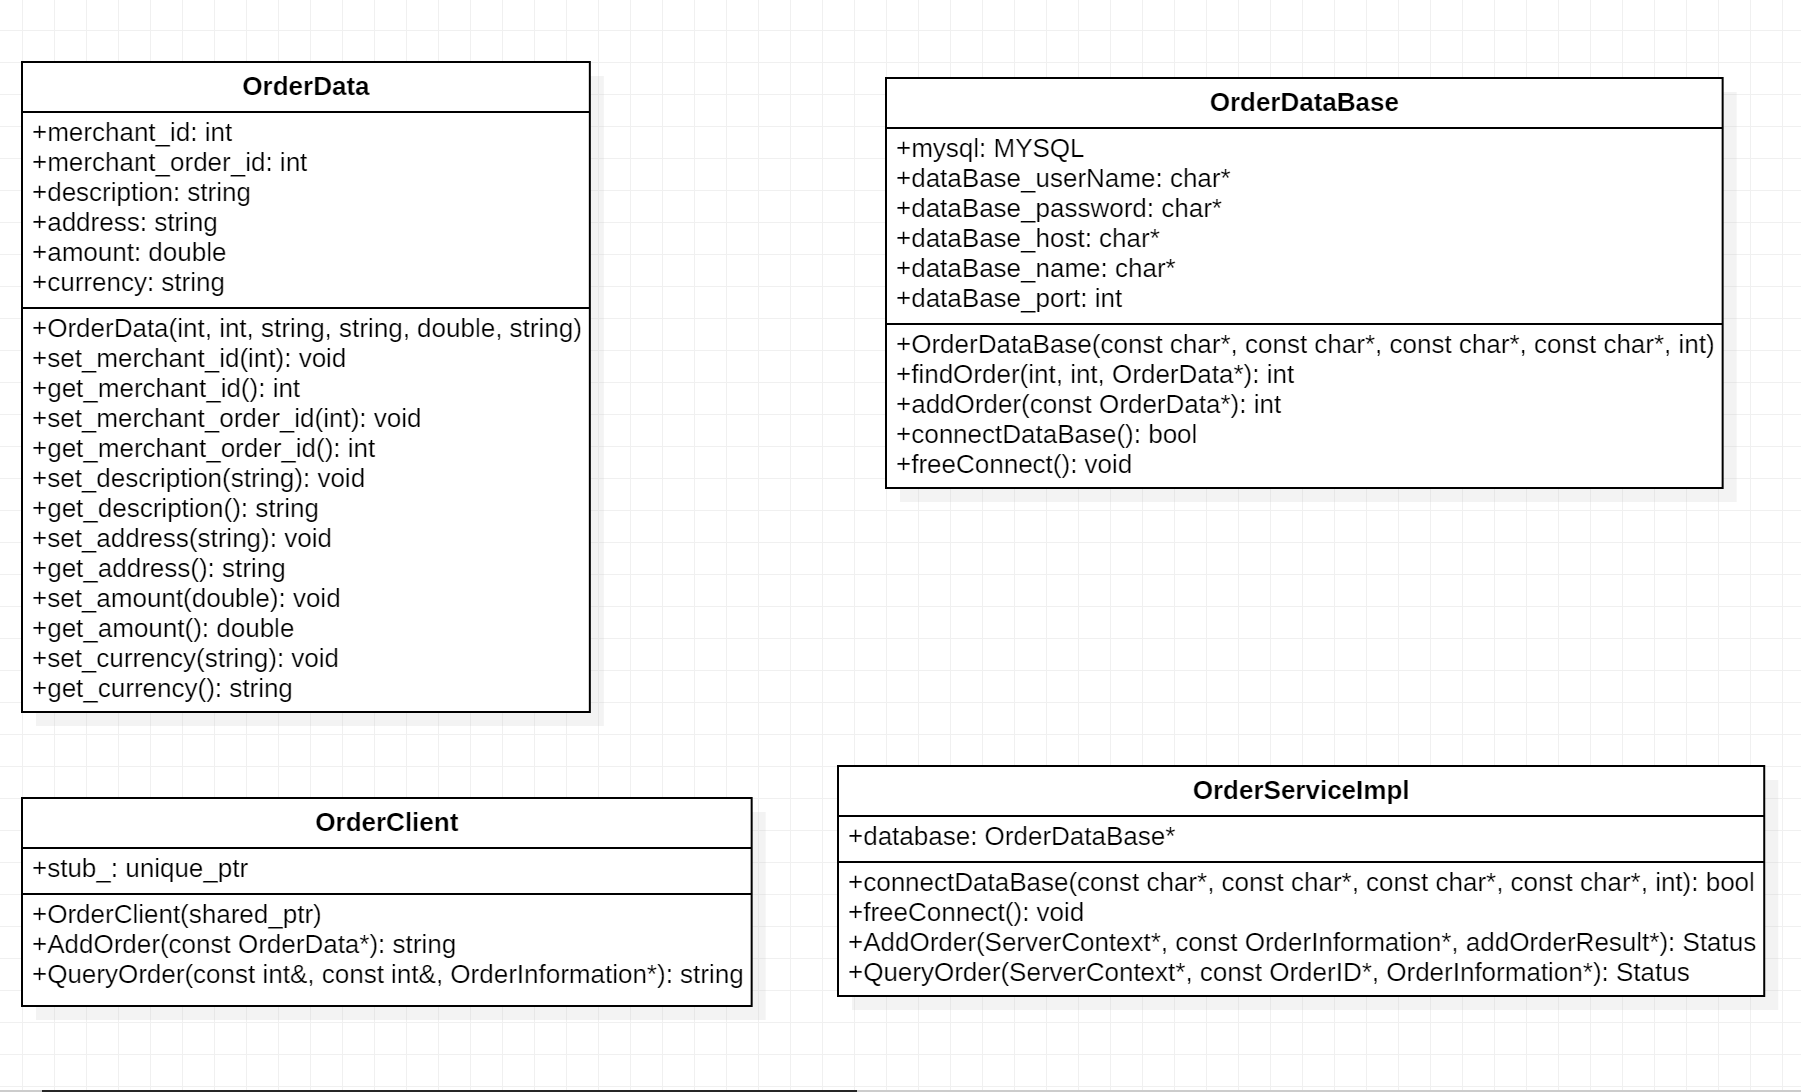 OrderData
+merchant_id: int
+merchant_order_id: int
+description: string
+address: string
+amount: double
+currency: string
+OrderData(int, int, string, string, double, string)
+set_merchant_id(int): void
+get_merchant_id(): int
+set_merchant_order_id(int): void
+get_merchant_order_id(): int
+set_description(string): void
+get_description(): string
+set_address(string): void
+get_address(): string
+set_amount(double): void
+get_amount(): double
+set_currency(string): void
+get_currency(): string
OrderDataBase
+mysql: MYSQL
+dataBase_userName: char*
+dataBase_password: char*
+dataBase_host: char*
+dataBase_name: char*
+dataBase_port: int
+OrderDataBase(const char*, const char*, const char*, const char*, int)
+findOrder(int, int, OrderData*): int
+addOrder(const OrderData*): int
+connectDataBase(): bool
+freeConnect(): void
OrderClient
+stub_: unique_ptr
+OrderClient(shared_ptr)
+AddOrder(const OrderData*): string
+QueryOrder(const int&, const int&, OrderInformation*): string
OrderServiceImpl
+database: OrderDataBase*
+connectDataBase(const char*, const char*, const char*, const char*, int): bool
+freeConnect(): void
+AddOrder(ServerContext*, const OrderInformation*, addOrderResult*): Status
+QueryOrder(ServerContext*, const OrderID*, OrderInformation*): Status